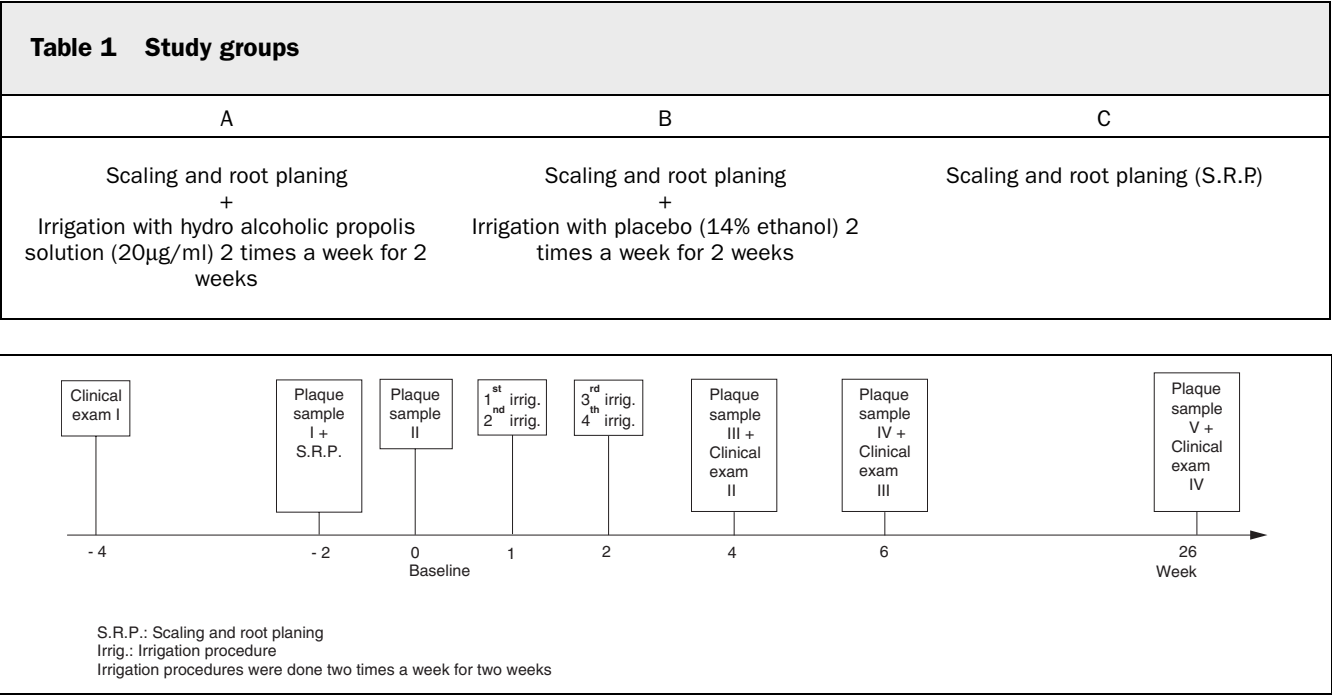 Table 1 Study groups
A
B
C
Scaling and root planing
+
Irrigation with hydro alcoholic propolis
solution (20µg/ml) 2 times a week for 2
weeks
Scaling and root planing
+
Irrigation with placebo (14% ethanol) 2
times a week for 2 weeks
Scaling and root planing (S.R.P.)
Clinical
exam I
Plaque
sample
I +
S.R.P.
Plaque
sample
II
1st irrig.
2nd irrig.
3rd irrig.
4th irrig.
Plaque
sample
III +
Clinical
exam
II
Plaque
sample
IV +
Clinical
exam
III
Plaque
sample
V +
Clinical
exam
IV
- 4
- 2
0
Baseline
1
2
4
6
26
Week
S.R.P.: Scaling and root planing
Irrig.: Irrigation procedure
Irrigation procedures were done two times a week for two weeks